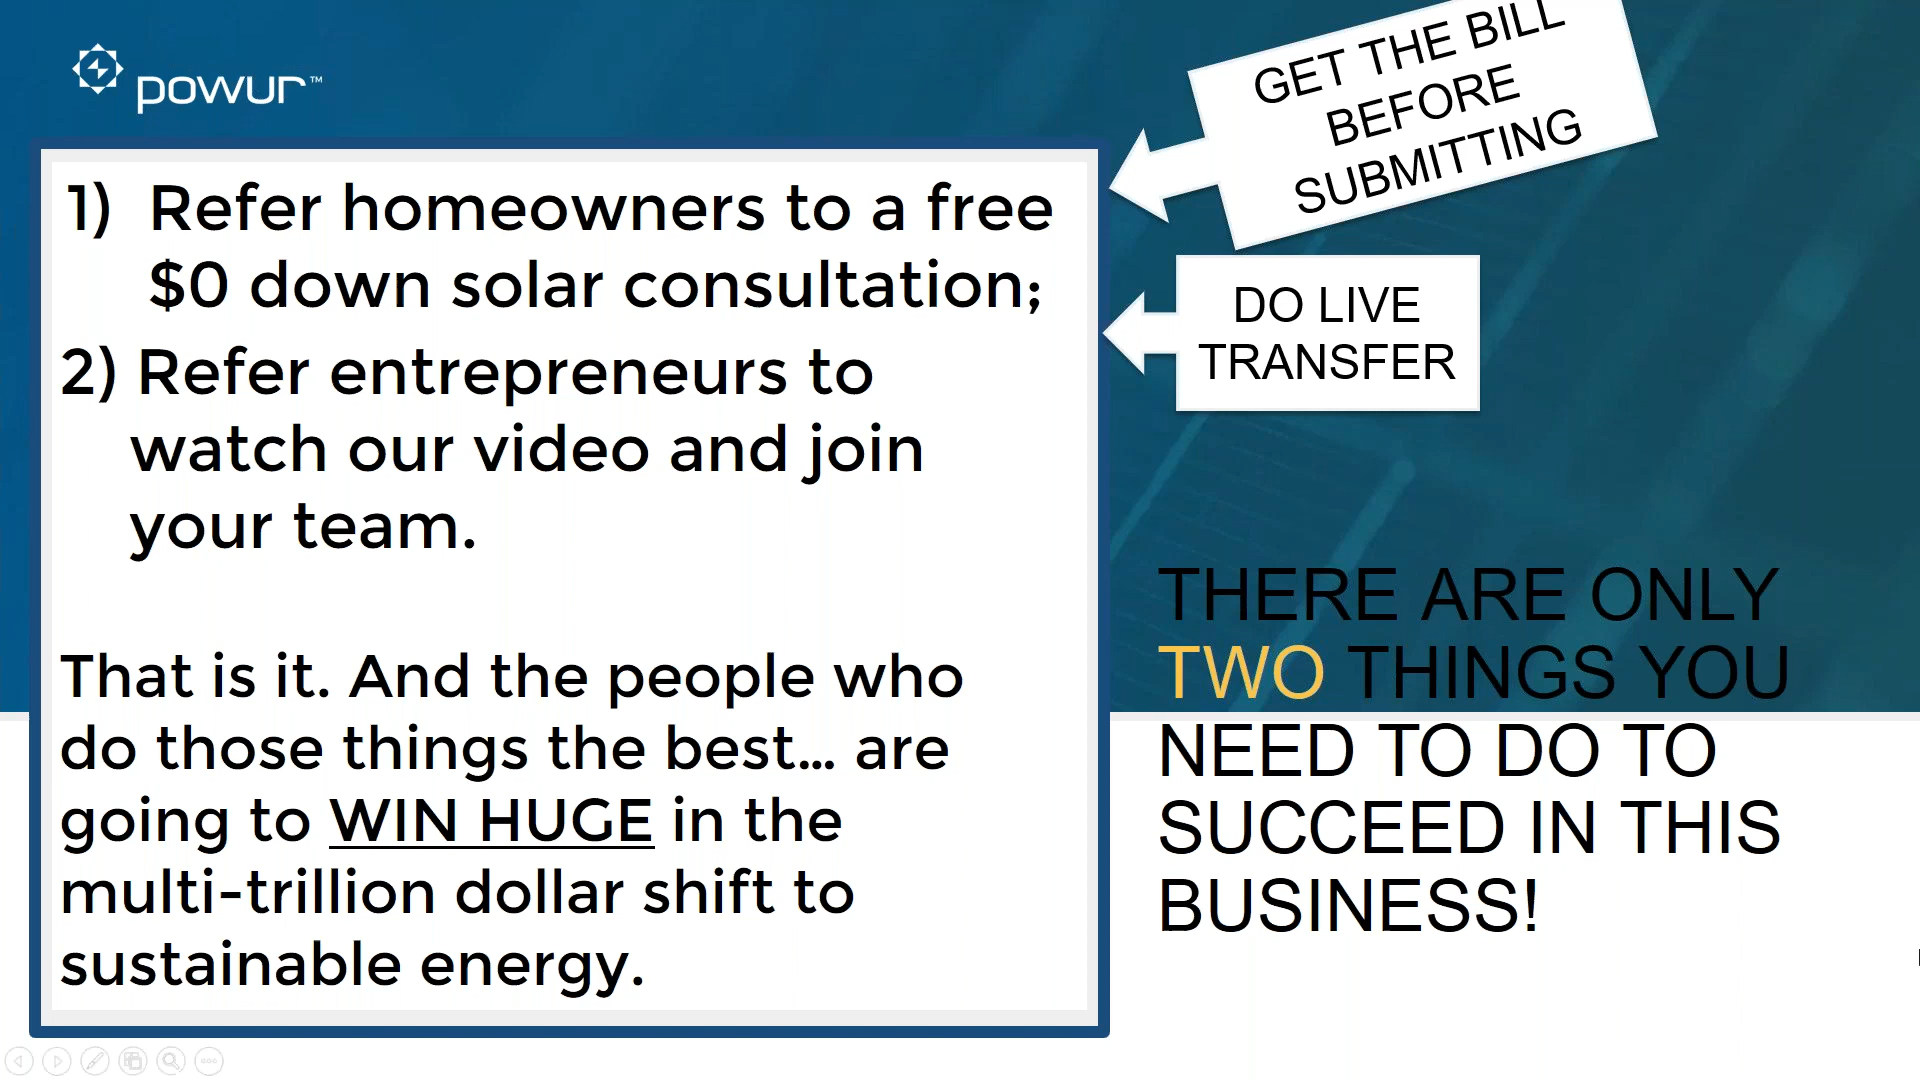 powur™
GET THE BILL
BEFORE
SUBMITTING
1) Refer homeowners to a free
$0 down solar consultation;
2) Refer entrepreneurs to
watch our video and join
your team.
That is it. And the people who
do those things the best... are
going to WIN HUGE in the
multi-trillion dollar shift to
sustainable energy.
DO LIVE
TRANSFER
THERE ARE ONLY
TWO THINGS YOU
NEED TO DO TO
SUCCEED IN THIS
BUSINESS!